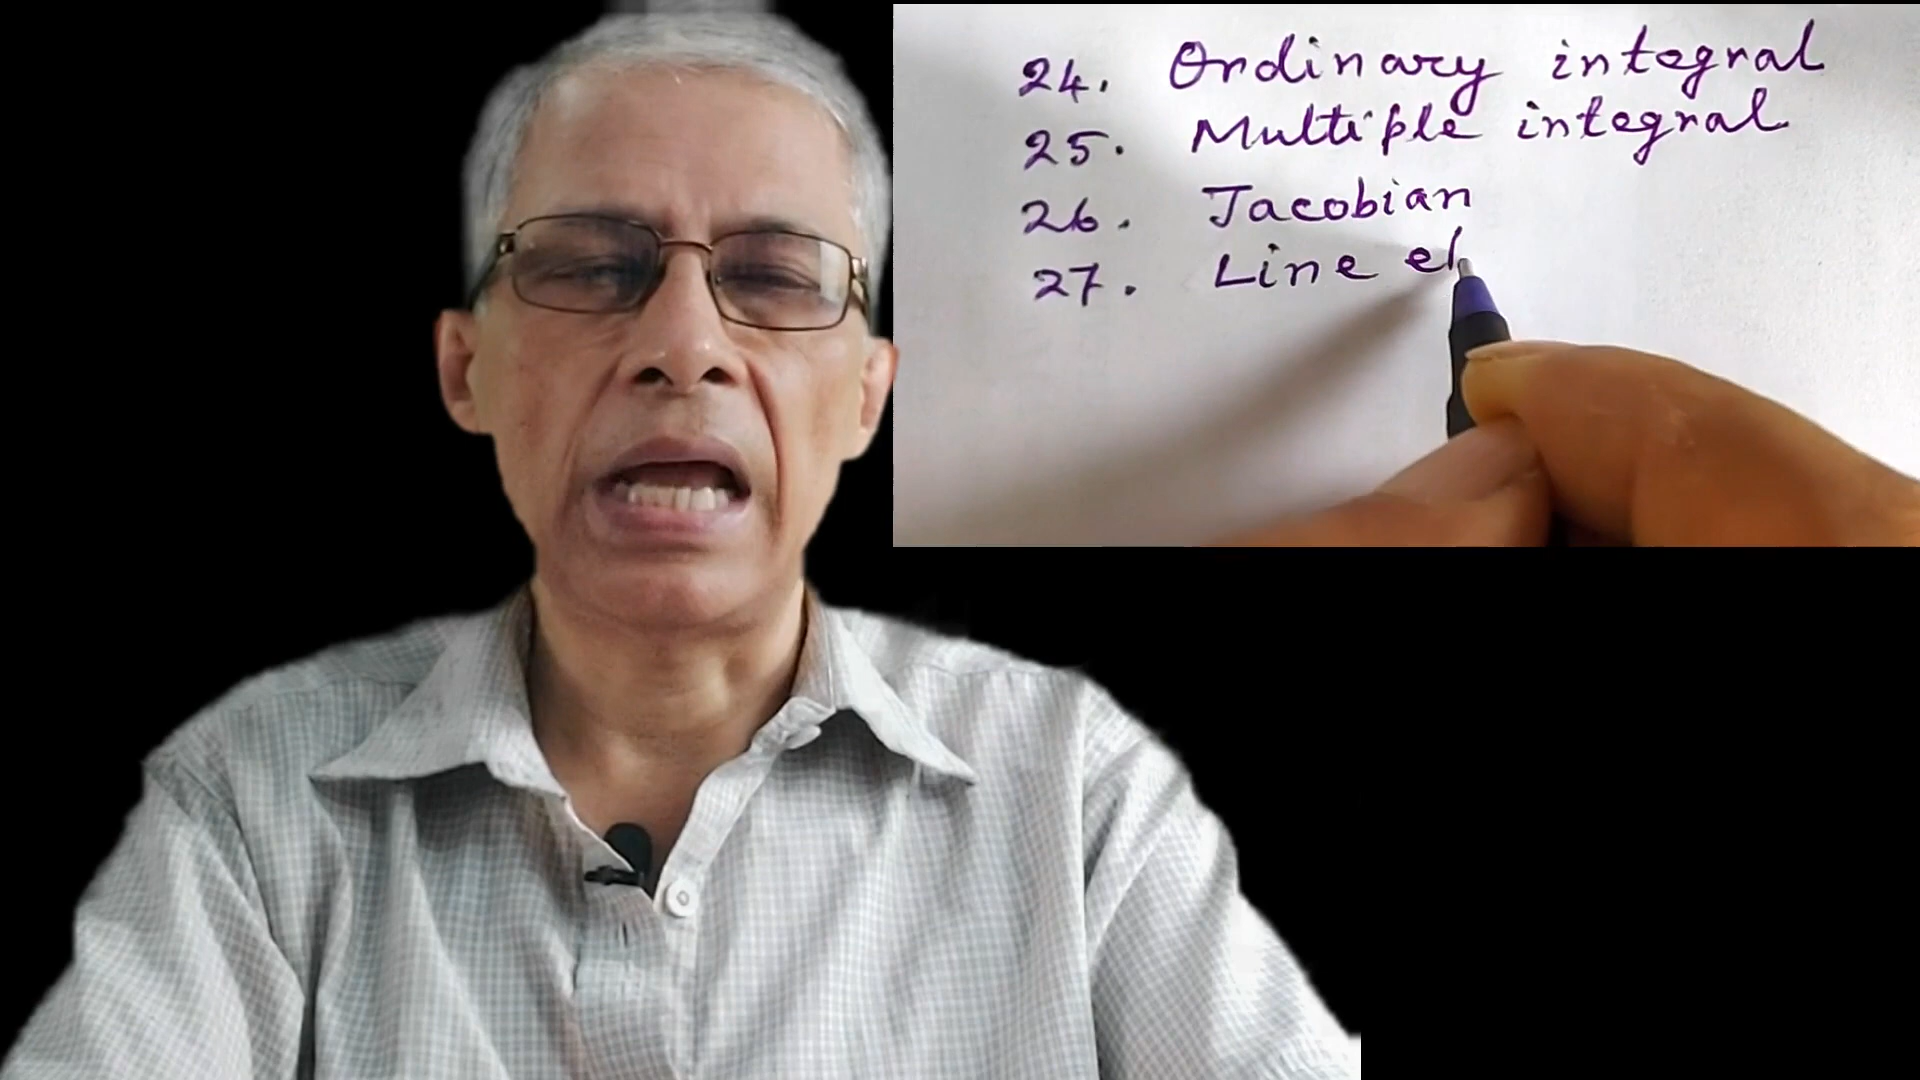 24. Ordinary integral
25. Multiple integral
26. Jacobian
27. Line el